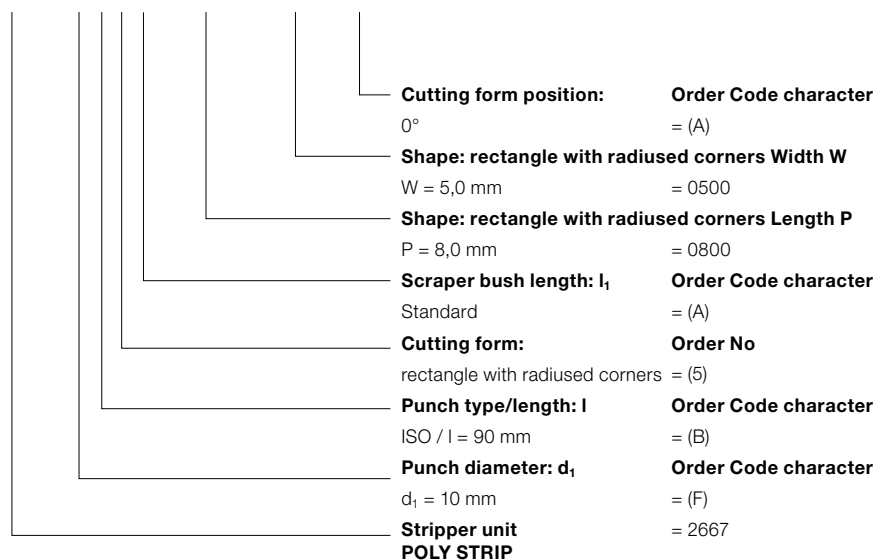 Cutting form position: Order Code character
0° = (A)
Shape: rectangle with radiused corners Width W
W = 5,0 mm = 0500
Shape: rectangle with radiused corners Length P
P = 8,0 mm = 0800
Scraper bush length: l₁ Order Code character
Standard = (A)
Cutting form: Order No
rectangle with radiused corners = (5)
Punch type/length: l Order Code character
ISO / l = 90 mm = (B)
Punch diameter: d₁ Order Code character
d₁ = 10 mm = (F)
Stripper unit = 2667
POLY STRIP